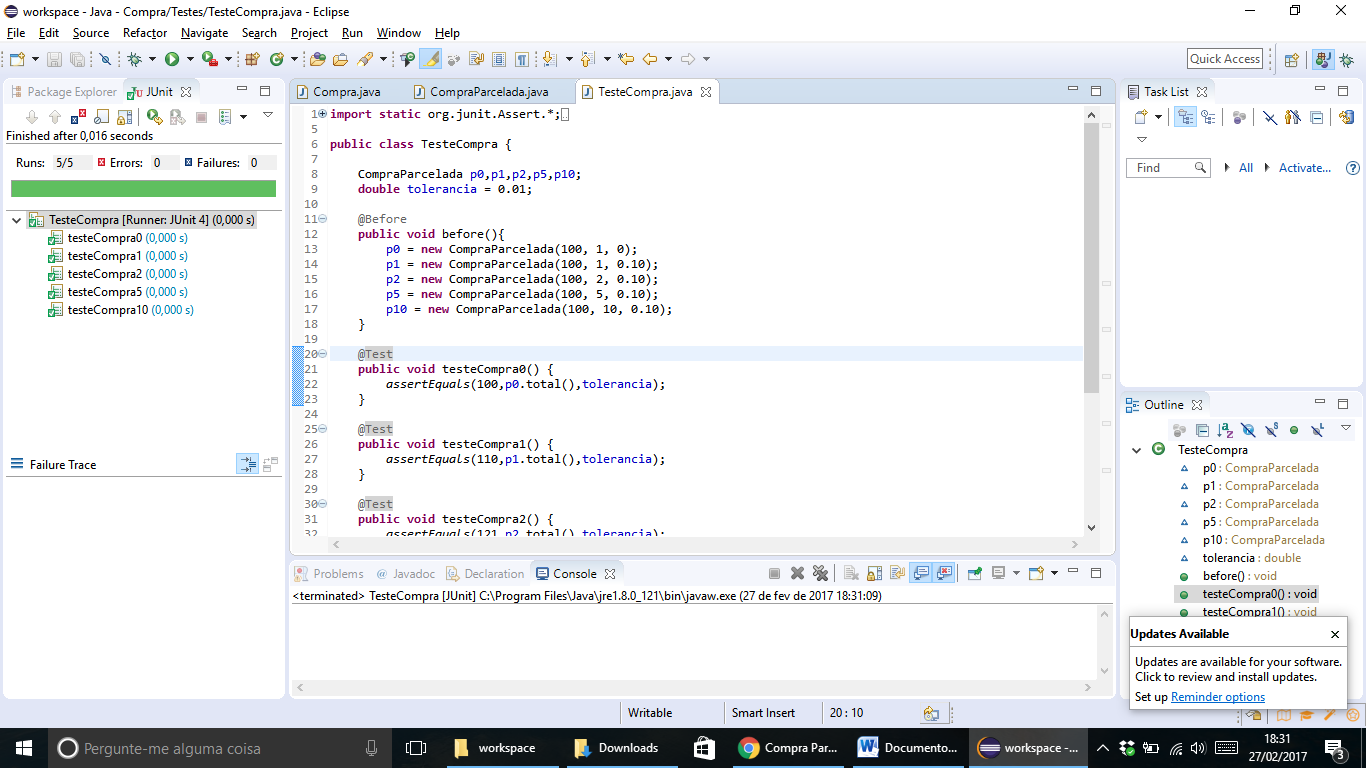 workspace - Java - Compra/Testes/TesteCompra.java - Eclipse
File Edit Source Refactor Navigate Search Project Run Window Help
Quick Access
Package Explorer JUnit
Finished after 0,016 seconds
Runs: 5/5 Errors: 0 Failures: 0
TesteCompra [Runner: JUnit 4] (0,000 s)
testeCompra0 (0,000 s)
testeCompra1 (0,000 s)
testeCompra2 (0,000 s)
testeCompra5 (0,000 s)
testeCompra10 (0,000 s)
Failure Trace
Compra.java CompraParcelada.java TesteCompra.java
1 import static org.junit.Assert.*;
5
6 public class TesteCompra {
7
8 CompraParcelada p0,p1,p2,p5,p10;
9 double tolerancia = 0.01;
10
11 @Before
12 public void before(){
13 p0 = new CompraParcelada(100, 1, 0);
14 p1 = new CompraParcelada(100, 1, 0.10);
15 p2 = new CompraParcelada(100, 2, 0.10);
16 p5 = new CompraParcelada(100, 5, 0.10);
17 p10 = new CompraParcelada(100, 10, 0.10);
18 }
19
20 @Test
21 public void testeCompra0() {
22 assertEquals(100,p0.total(),tolerancia);
23 }
24
25 @Test
26 public void testeCompra1() {
27 assertEquals(110,p1.total(),tolerancia);
28 }
29
30 @Test
31 public void testeCompra2() {
32 assertEquals(121,p2.total(),tolerancia);
Problems Javadoc Declaration Console
<terminated> TesteCompra [JUnit] C:\Program Files\Java\jre1.8.0_121\bin\javaw.exe (27 de fev de 2017 18:31:09)
Task List
Find All Activate...
Outline
TesteCompra
p0 : CompraParcelada
p1 : CompraParcelada
p2 : CompraParcelada
p5 : CompraParcelada
p10 : CompraParcelada
tolerancia : double
before() : void
testeCompra0() : void
testeCompra1() : void
Updates Available
Updates are available for your software.
Click to review and install updates.
Set up Reminder options
Writable Smart Insert 20 : 10
Pergunte-me alguma coisa
workspace Downloads Compra Par... Documento... workspace -...
18:31
27/02/2017
3